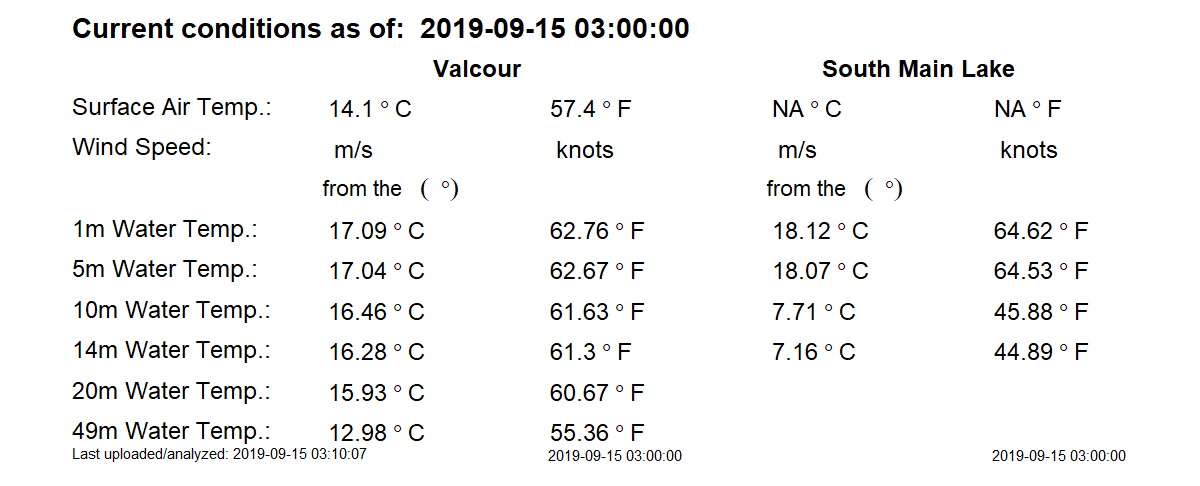 Current conditions as of: 2019-09-15 03:00:00
Valcour South Main Lake
Surface Air Temp.: 14.1 ° C 57.4 ° F NA ° C NA ° F
Wind Speed: m/s knots m/s knots
from the ( °) from the ( °)
1m Water Temp.: 17.09 ° C 62.76 ° F 18.12 ° C 64.62 ° F
5m Water Temp.: 17.04 ° C 62.67 ° F 18.07 ° C 64.53 ° F
10m Water Temp.: 16.46 ° C 61.63 ° F 7.71 ° C 45.88 ° F
14m Water Temp.: 16.28 ° C 61.3 ° F 7.16 ° C 44.89 ° F
20m Water Temp.: 15.93 ° C 60.67 ° F
49m Water Temp.: 12.98 ° C 55.36 ° F
Last uploaded/analyzed: 2019-09-15 03:10:07 2019-09-15 03:00:00 2019-09-15 03:00:00